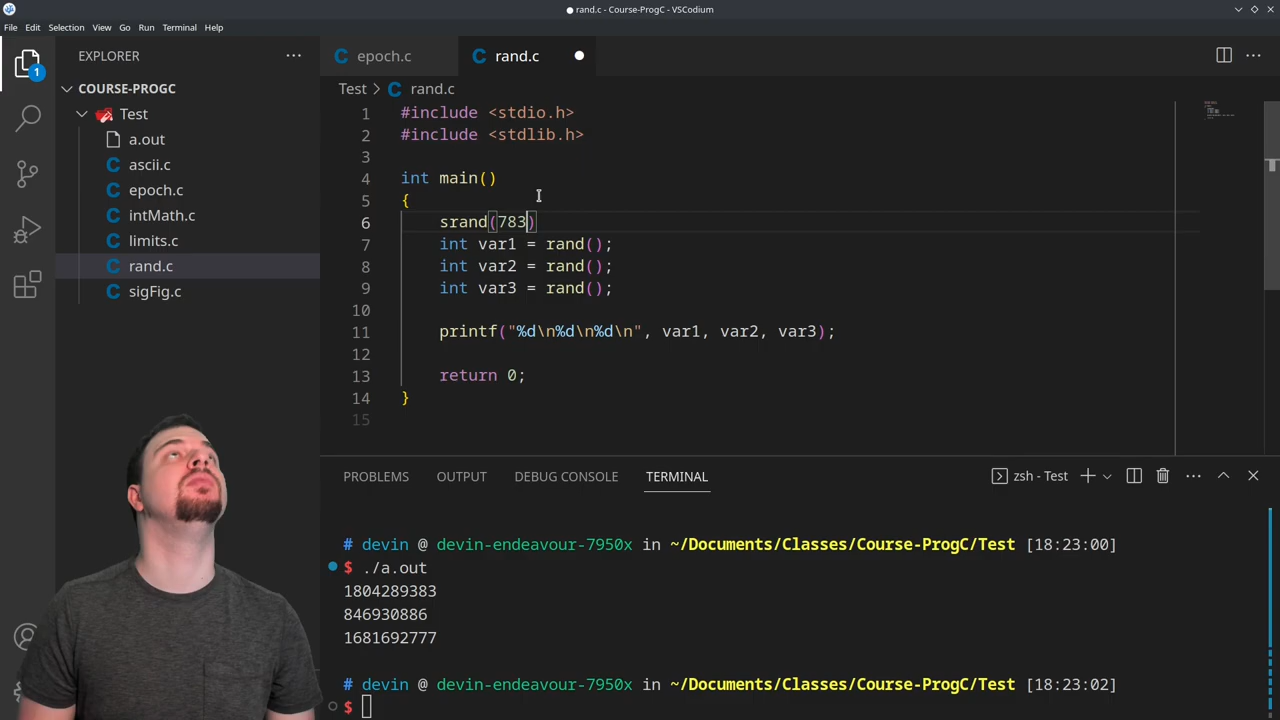 rand.c - Course-ProgC - VSCodium
File Edit Selection View Go Run Terminal Help
EXPLORER
epoch.c
rand.c
1
COURSE-PROGC
Test
a.out
ascii.c
epoch.c
intMath.c
limits.c
rand.c
sigFig.c
Test > rand.c
1 #include <stdio.h>
2 #include <stdlib.h>
3
4 int main()
5 {
6 srand(783)
7 int var1 = rand();
8 int var2 = rand();
9 int var3 = rand();
10
11 printf("%d\n%d\n%d\n", var1, var2, var3);
12
13 return 0;
14 }
15
PROBLEMS OUTPUT DEBUG CONSOLE TERMINAL
zsh - Test
# devin @ devin-endeavour-7950x in ~/Documents/Classes/Course-ProgC/Test [18:23:00]
$ ./a.out
1804289383
846930886
1681692777
# devin @ devin-endeavour-7950x in ~/Documents/Classes/Course-ProgC/Test [18:23:02]
$